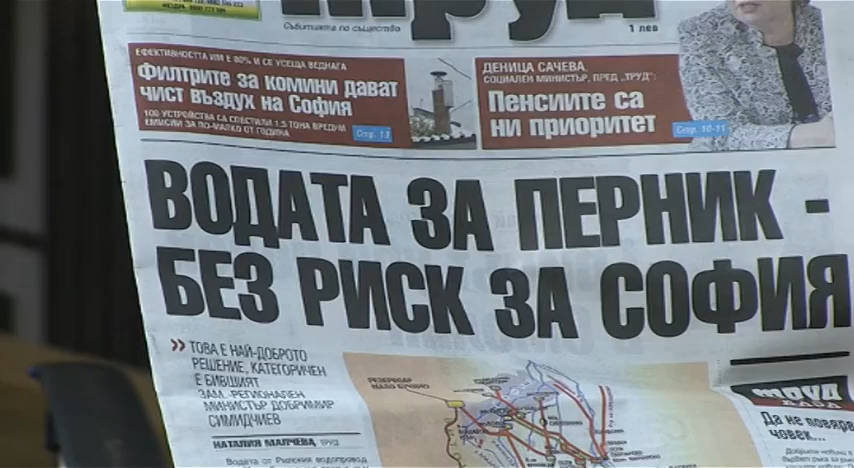 Труд
Събитията по същество
1 лев
ЕФЕКТИВНОСТТА ИМ Е 80% И СЕ УСЕЩА ВЕДНАГА
Филтрите за комини дават
чист въздух на София
100 УСТРОЙСТВА СА СПЕСТИЛИ 1,5 ТОНА ВРЕДНИ
ЕМИСИИ ЗА ПО-МАЛКО ОТ ГОДИНА
Стр. 13
ДЕНИЦА САЧЕВА,
СОЦИАЛЕН МИНИСТЪР, ПРЕД „ТРУД":
Пенсиите са
ни приоритет
Стр. 10-11
ВОДАТА ЗА ПЕРНИК -
БЕЗ РИСК ЗА СОФИЯ
ТОВА Е НАЙ-ДОБРОТО
РЕШЕНИЕ, КАТЕГОРИЧЕН
Е БИВШИЯТ
ЗАМ.-РЕГИОНАЛЕН
МИНИСТЪР ДОБРИМИР
СИМИДЧИЕВ
НАТАЛИЯ МАЛЧЕВА, ТРУД
Водата от Рилския водопровод
РЕЗЕРВОАР
МАЛО БУЧИНО
ТРУД
Да не повярва
човек...